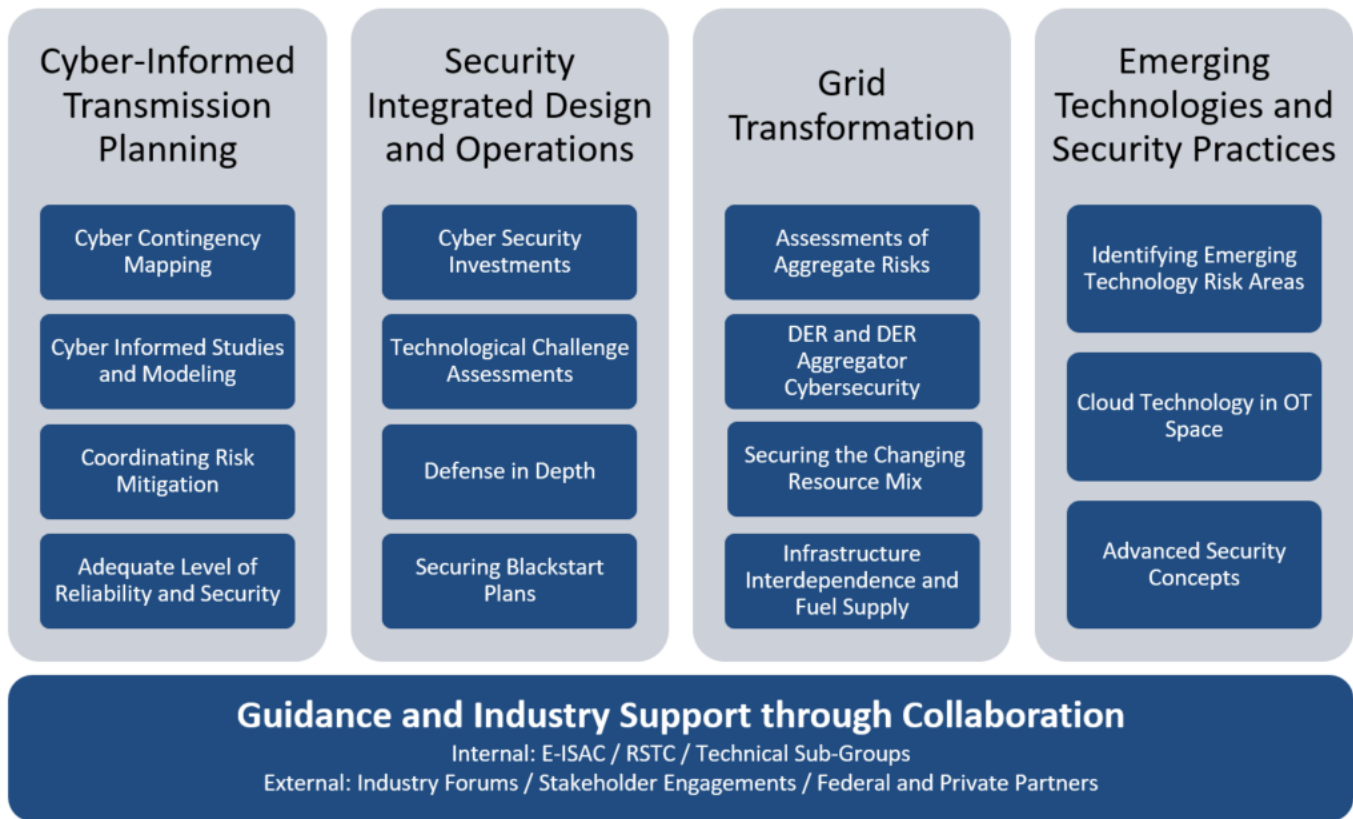 Cyber-Informed
Transmission
Planning
Cyber Contingency
Mapping
Cyber Informed Studies
and Modeling
Coordinating Risk
Mitigation
Adequate Level of
Reliability and Security
Security
Integrated Design
and Operations
Cyber Security
Investments
Technological Challenge
Assessments
Defense in Depth
Securing Blackstart
Plans
Grid
Transformation
Assessments of
Aggregate Risks
DER and DER
Aggregator
Cybersecurity
Securing the Changing
Resource Mix
Infrastructure
Interdependence and
Fuel Supply
Emerging
Technologies and
Security Practices
Identifying Emerging
Technology Risk Areas
Cloud Technology in OT
Space
Advanced Security
Concepts
Guidance and Industry Support through Collaboration
Internal: E-ISAC / RSTC / Technical Sub-Groups
External: Industry Forums / Stakeholder Engagements / Federal and Private Partners